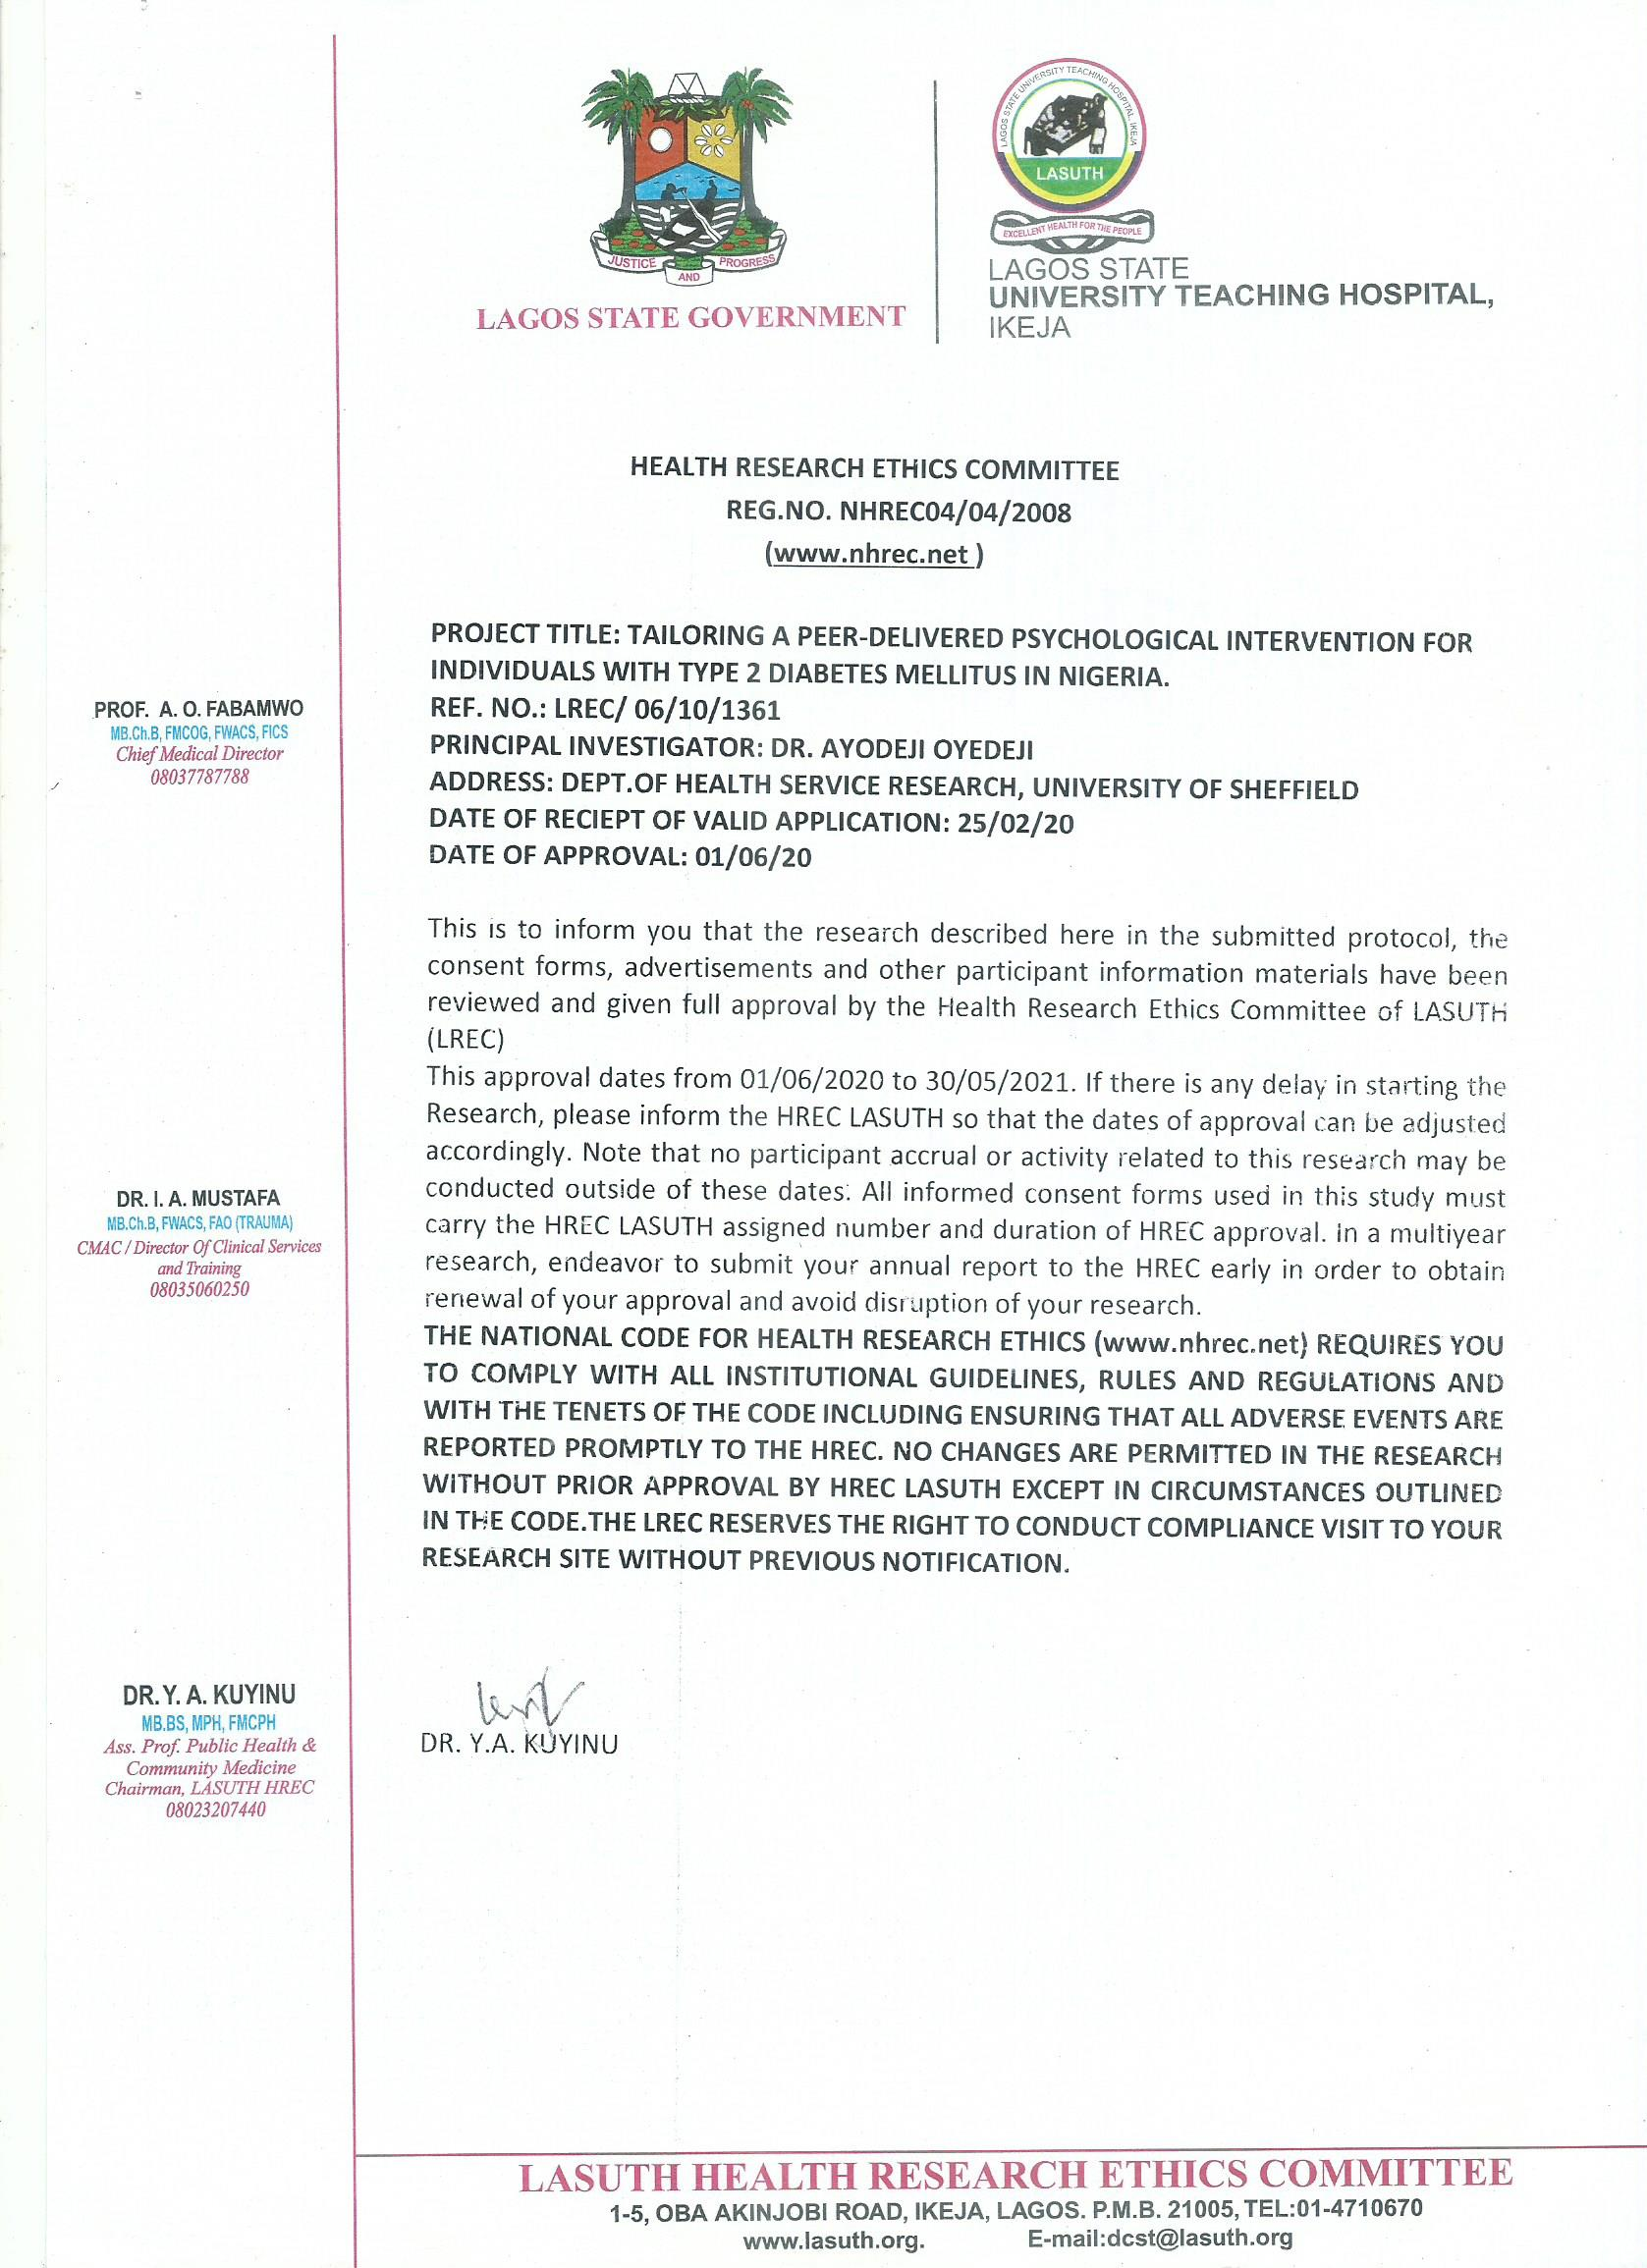 JUSTICE AND PROGRESS
LAGOS STATE GOVERNMENT
LAGOS STATE UNIVERSITY TEACHING HOSPITAL, IKEJA
LASUTH
EXCELLENT HEALTH FOR THE PEOPLE
LAGOS STATE
UNIVERSITY TEACHING HOSPITAL,
IKEJA
HEALTH RESEARCH ETHICS COMMITTEE
REG.NO. NHREC04/04/2008
(www.nhrec.net )
PROJECT TITLE: TAILORING A PEER-DELIVERED PSYCHOLOGICAL INTERVENTION FOR
INDIVIDUALS WITH TYPE 2 DIABETES MELLITUS IN NIGERIA.
REF. NO.: LREC/ 06/10/1361
PRINCIPAL INVESTIGATOR: DR. AYODEJI OYEDEJI
ADDRESS: DEPT.OF HEALTH SERVICE RESEARCH, UNIVERSITY OF SHEFFIELD
DATE OF RECIEPT OF VALID APPLICATION: 25/02/20
DATE OF APPROVAL: 01/06/20
This is to inform you that the research described here in the submitted protocol, the
consent forms, advertisements and other participant information materials have been
reviewed and given full approval by the Health Research Ethics Committee of LASUTH
(LREC)
This approval dates from 01/06/2020 to 30/05/2021. If there is any delay in starting the
Research, please inform the HREC LASUTH so that the dates of approval can be adjusted
accordingly. Note that no participant accrual or activity related to this research may be
conducted outside of these dates. All informed consent forms used in this study must
carry the HREC LASUTH assigned number and duration of HREC approval. In a multiyear
research, endeavor to submit your annual report to the HREC early in order to obtain
renewal of your approval and avoid disruption of your research.
THE NATIONAL CODE FOR HEALTH RESEARCH ETHICS (www.nhrec.net) REQUIRES YOU
TO COMPLY WITH ALL INSTITUTIONAL GUIDELINES, RULES AND REGULATIONS AND
WITH THE TENETS OF THE CODE INCLUDING ENSURING THAT ALL ADVERSE EVENTS ARE
REPORTED PROMPTLY TO THE HREC. NO CHANGES ARE PERMITTED IN THE RESEARCH
WITHOUT PRIOR APPROVAL BY HREC LASUTH EXCEPT IN CIRCUMSTANCES OUTLINED
IN THE CODE.THE LREC RESERVES THE RIGHT TO CONDUCT COMPLIANCE VISIT TO YOUR
RESEARCH SITE WITHOUT PREVIOUS NOTIFICATION.
DR. Y.A. KUYINU
PROF. A. O. FABAMWO
MB.Ch.B, FMCOG, FWACS, FICS
Chief Medical Director
08037787788
DR. I. A. MUSTAFA
MB.Ch.B, FWACS, FAO (TRAUMA)
CMAC / Director Of Clinical Services
and Training
08035060250
DR. Y. A. KUYINU
MB.BS, MPH, FMCPH
Ass. Prof. Public Health &
Community Medicine
Chairman, LASUTH HREC
08023207440
LASUTH HEALTH RESEARCH ETHICS COMMITTEE
1-5, OBA AKINJOBI ROAD, IKEJA, LAGOS. P.M.B. 21005, TEL:01-4710670
www.lasuth.org. E-mail:dcst@lasuth.org